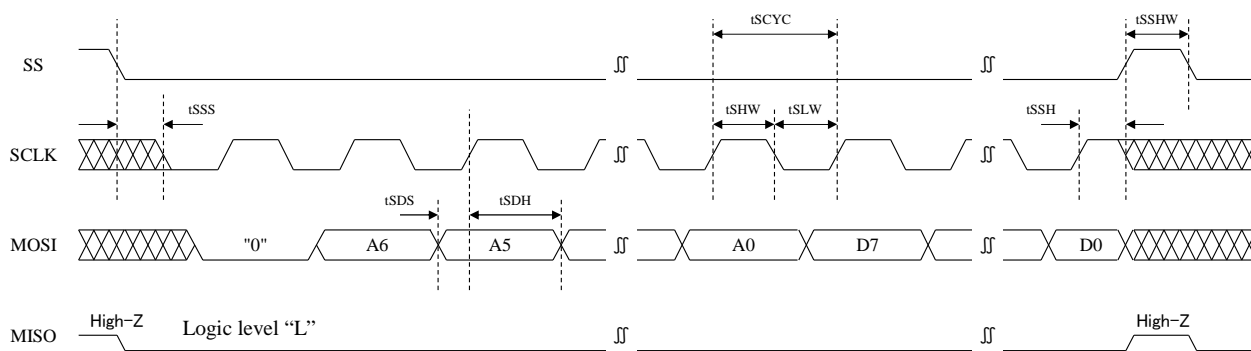 tSCYC
tSSHW
SS
tSSS
tSHW
tSLW
tSSH
SCLK
tSDS
tSDH
MOSI
"0"
A6
A5
A0
D7
D0
High-Z
Logic level “L”
High-Z
MISO